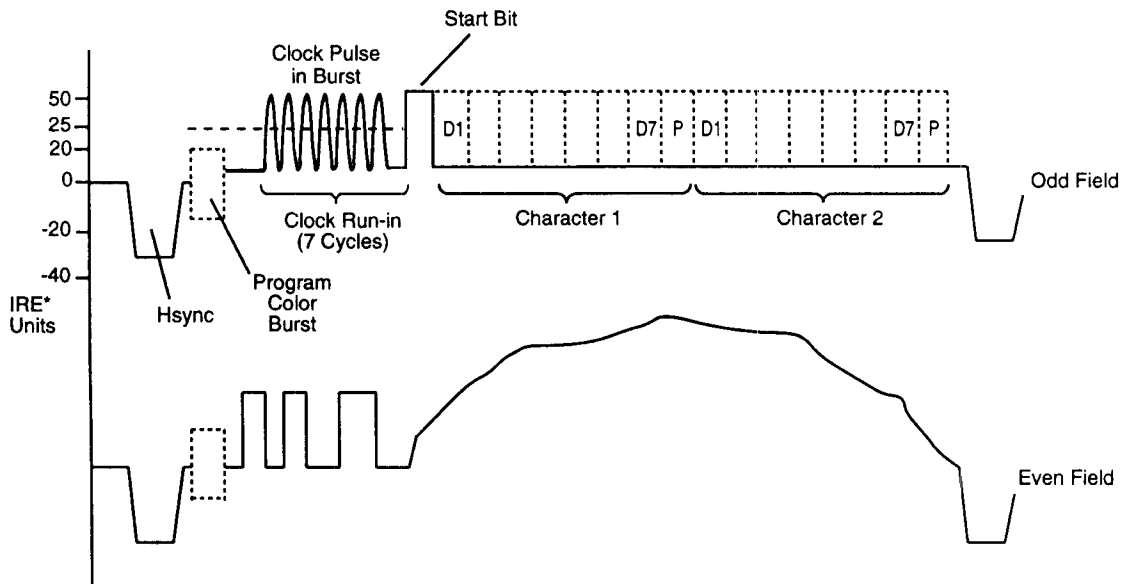 Start Bit
Clock Pulse
in Burst
50
25
20
0
-20
-40
IRE*
Units
D1
D7
P
D1
D7
P
Odd Field
Clock Run-in
(7 Cycles)
Character 1
Character 2
Hsync
Program
Color
Burst
Even Field